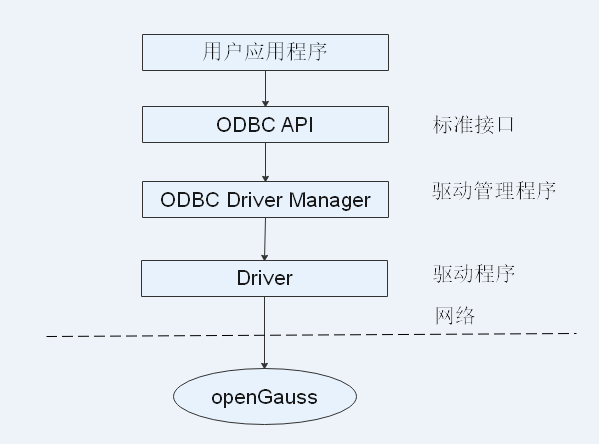 用户应用程序
ODBC API
标准接口
ODBC Driver Manager
驱动管理程序
Driver
驱动程序
网络
openGauss